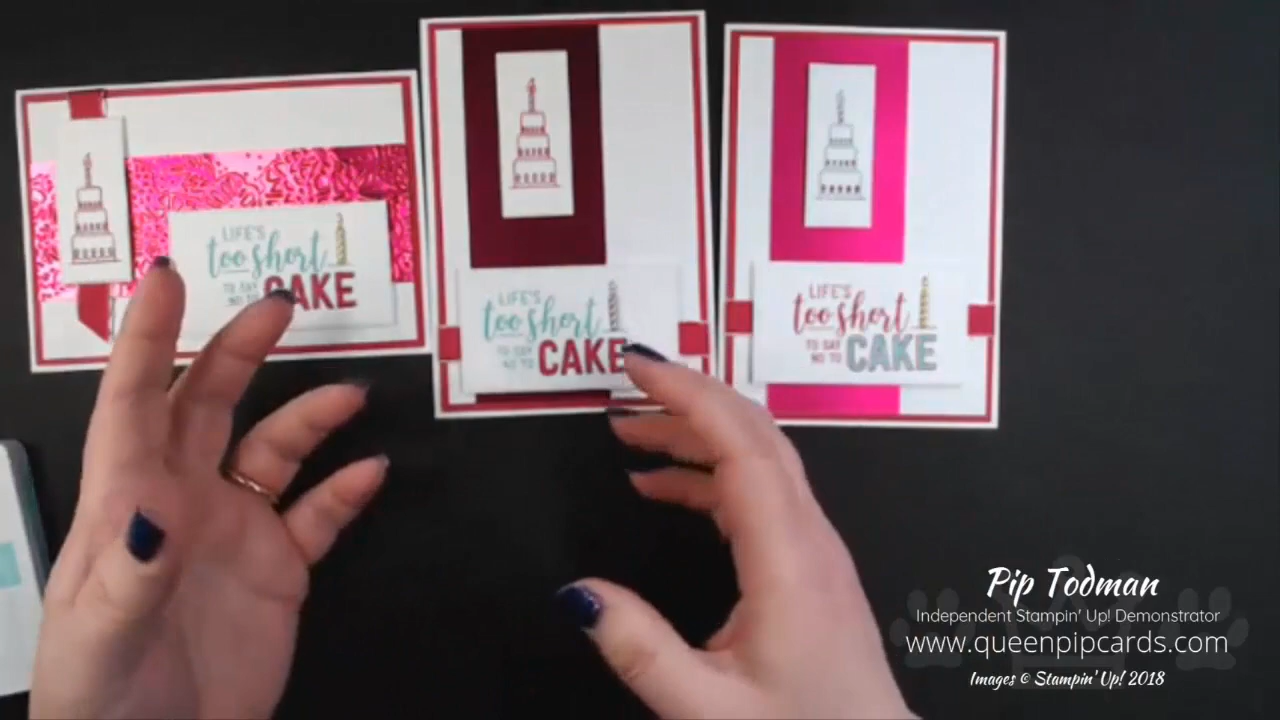 LIFE'S
too short
TO SAY
NO TO CAKE
LIFE'S
too short
TO SAY
NO TO CAKE
LIFE'S
too short
TO SAY
NO TO CAKE
Pip Todman
Independent Stampin' Up! Demonstrator
www.queenpipcards.com
Images © Stampin' Up! 2018